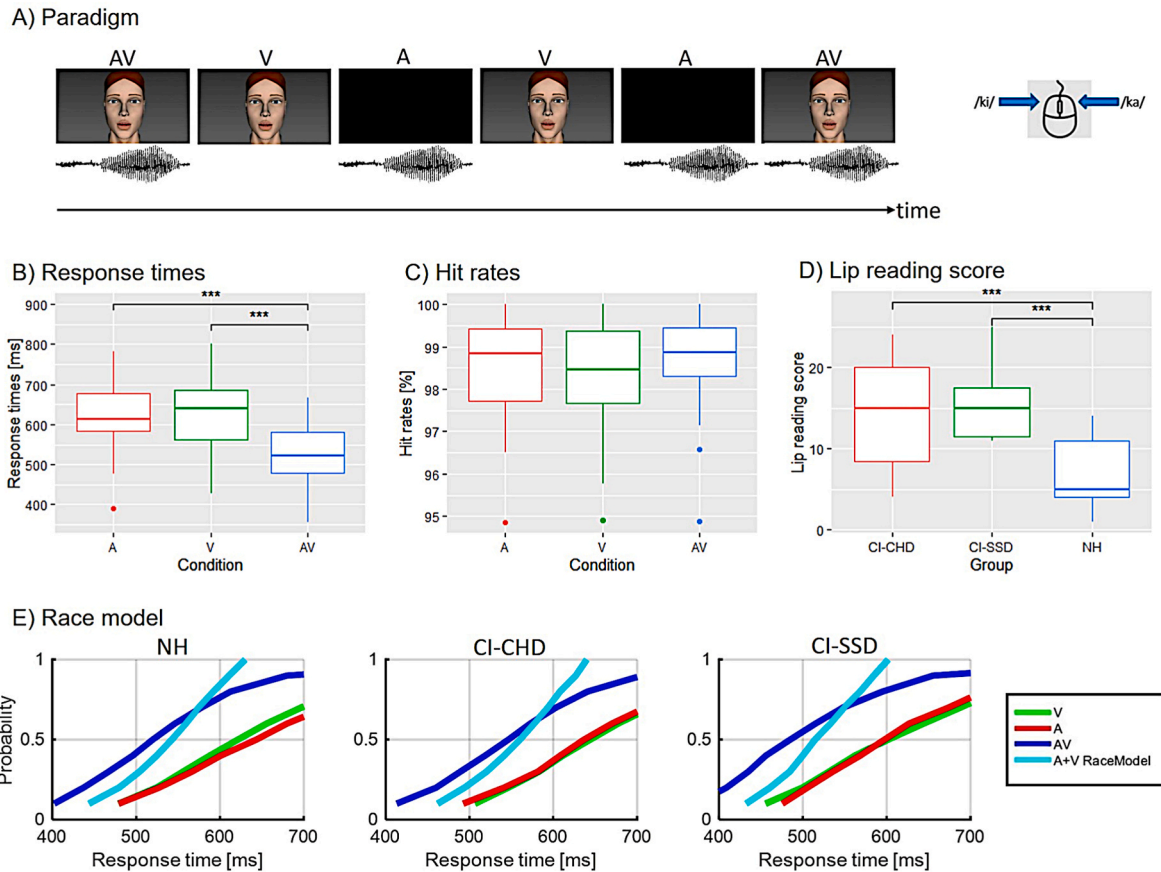 A) Paradigm
AV V A V A AV
/ki/ /ka/
time
B) Response times
*** 
***
900
800
700
600
500
400
Response times [ms]
A V AV
Condition
C) Hit rates
100
99
98
97
96
95
Hit rates [%]
A V AV
Condition
D) Lip reading score
***
***
20
10
0
Lip reading score
CI-CHD CI-SSD NH
Group
E) Race model
NH
1
0.5
0
Probability
400 500 600 700
Response time [ms]
CI-CHD
1
0.5
0
400 500 600 700
Response time [ms]
CI-SSD
1
0.5
0
400 500 600 700
Response time [ms]
V
A
AV
A+V RaceModel